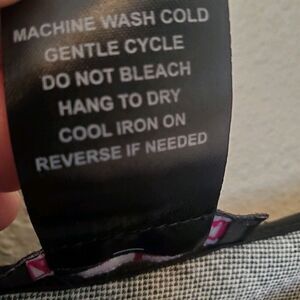 MACHINE WASH COLD
GENTLE CYCLE
DO NOT BLEACH
HANG TO DRY
COOL IRON ON
REVERSE IF NEEDED